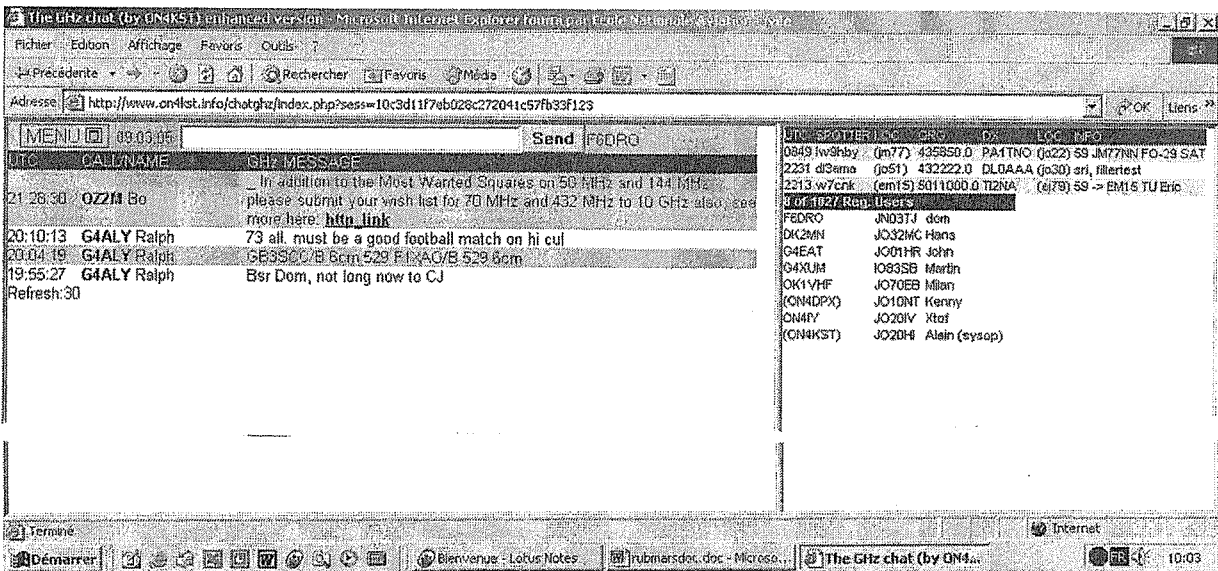 The GHz chat (by ON4KST) enhanced version - Microsoft Internet Explorer fourni par Ecole Nationale Aviation
Fichier Edition Affichage Favoris Outils ?
Précédente Rechercher Favoris Média
Adresse http://www.on4kst.info/chatghz/index.php?sess=10c3d11f7eb028c272041c57fb33f123 OK Liens »
MENU 09:03:05 Send F6DRO
UTC CALL/NAME GHz MESSAGE
21:28:30 OZ2M Bo _ In addition to the Most Wanted Squares on 50 MHz and 144 MHz
please submit your wish list for 70 MHz and 432 MHz to 10 GHz also, see
more here: http_link
20:10:13 G4ALY Ralph 73 all, must be a good football match on hi cul
20:04:19 G4ALY Ralph GB3SCC/B 6cm 529 F1XAO/B 529 6cm
19:55:27 G4ALY Ralph Bsr Dom, not long now to CJ
Refresh:30
UTC SPOTTER LOC QRG DX LOC INFO
0849 iw9hby (jm77) 435850.0 PA1TNO (jo22) 59 JM77NN FO-29 SAT
2231 dl3ama (jo51) 432222.0 DL0AAA (jo30) sri, filtertest
2213 w7cnk (em15) 5011000.0 TI2NA (ej79) 59 -> EM15 TU Eric
8 of 1827 Reg. Users
F6DRO JN03TJ dom
DK2MN JO32MC Hans
G4EAT JO01HR John
G4XUM IO83SB Martin
OK1VHF JO70EB Milan
(ON4DPX) JO10NT Kenny
ON4IY JO20IV Xtof
(ON4KST) JO20HI Alain (sysop)
Terminé Internet
Démarrer Bienvenue - Lotus Notes rubmarsdoc.doc - Microso... The GHz chat (by ON4... FR 10:03